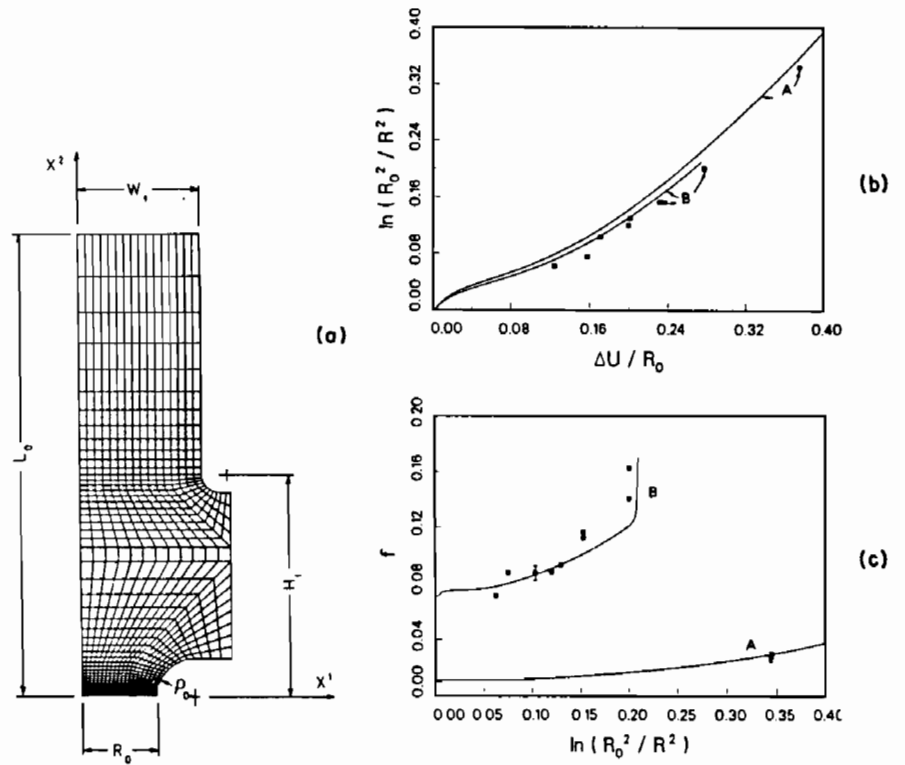 (a)
X²
W₁
L₀
H₁
ρ₀
X¹
R₀
(b)
ln ( R₀² / R² )
0.00 0.08 0.16 0.24 0.32 0.40
A
B
0.00 0.08 0.16 0.24 0.32 0.40
ΔU / R₀
(c)
f
0.00 0.04 0.08 0.12 0.16 0.20
B
A
0.00 0.05 0.10 0.15 0.20 0.25 0.30 0.35 0.40
ln ( R₀² / R² )